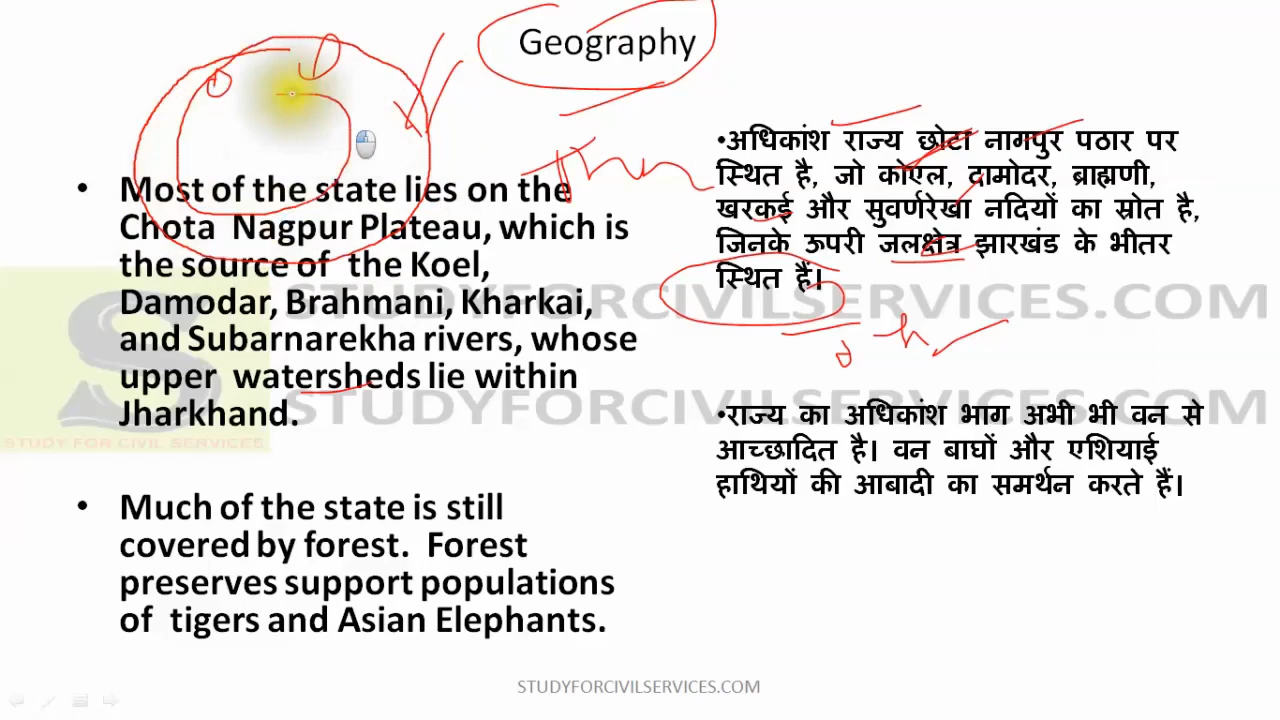 Geography
• Most of the state lies on the
Chota Nagpur Plateau, which is
the source of the Koel,
Damodar, Brahmani, Kharkai,
and Subarnarekha rivers, whose
upper watersheds lie within
Jharkhand.
• Much of the state is still
covered by forest. Forest
preserves support populations
of tigers and Asian Elephants.
•अधिकांश राज्य छोटा नागपुर पठार पर
स्थित है, जो कोएल, दामोदर, ब्राह्मणी,
खरकई और सुवर्णरेखा नदियों का स्रोत है,
जिनके ऊपरी जलक्षेत्र झारखंड के भीतर
स्थित हैं।
•राज्य का अधिकांश भाग अभी भी वन से
आच्छादित है। वन बाघों और एशियाई
हाथियों की आबादी का समर्थन करते हैं।
STUDYFORCIVILSERVICES.COM
STUDYFORCIVILSERVICES.COM
STUDY FOR CIVIL SERVICES
STUDYFORCIVILSERVICES.COM